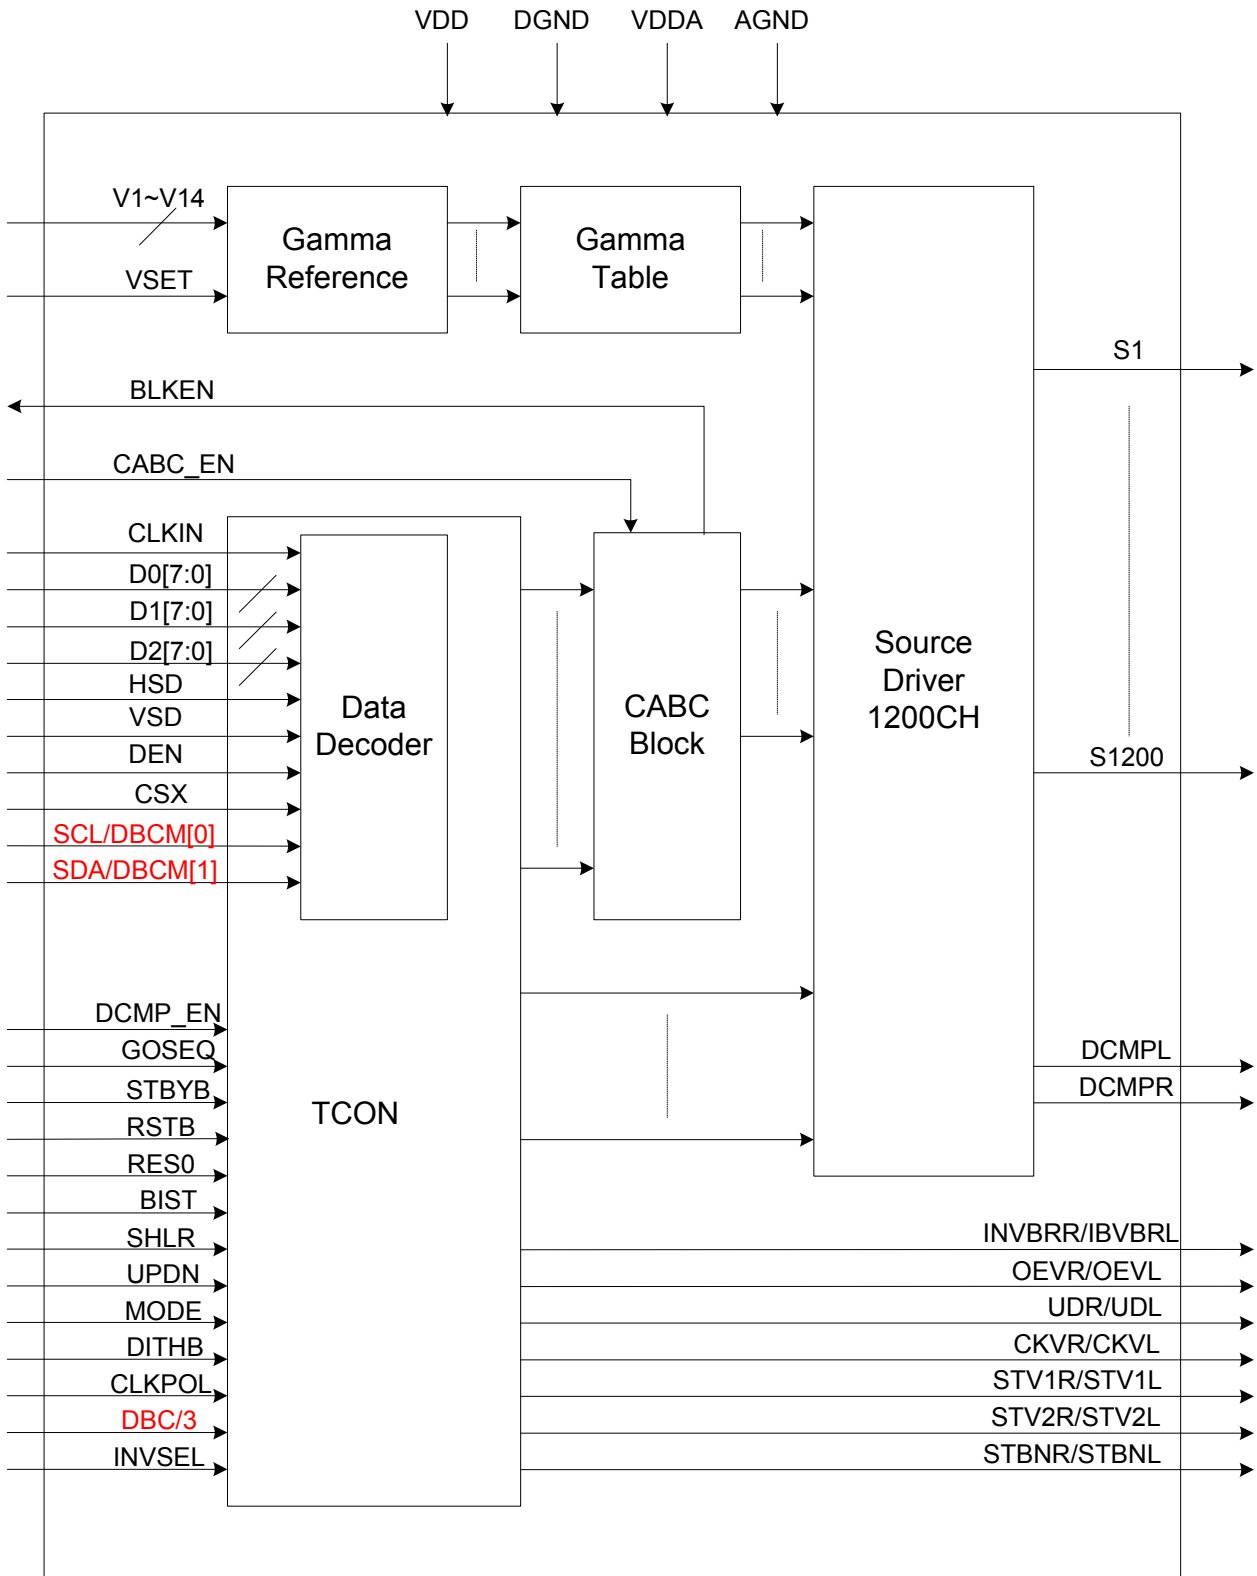 VDD DGND VDDA AGND
V1~V14
VSET
Gamma
Reference
Gamma
Table
S1
BLKEN
CABC_EN
CLKIN
D0[7:0]
D1[7:0]
D2[7:0]
HSD
VSD
DEN
CSX
SCL/DBCM[0]
SDA/DBCM[1]
Data
Decoder
CABC
Block
Source
Driver
1200CH
S1200
DCMP_EN
GOSEQ
STBYB
RSTB
RES0
BIST
SHLR
UPDN
MODE
DITHB
CLKPOL
DBC/3
INVSEL
TCON
DCMPL
DCMPR
INVBRR/IBVBRL
OEVR/OEVL
UDR/UDL
CKVR/CKVL
STV1R/STV1L
STV2R/STV2L
STBNR/STBNL